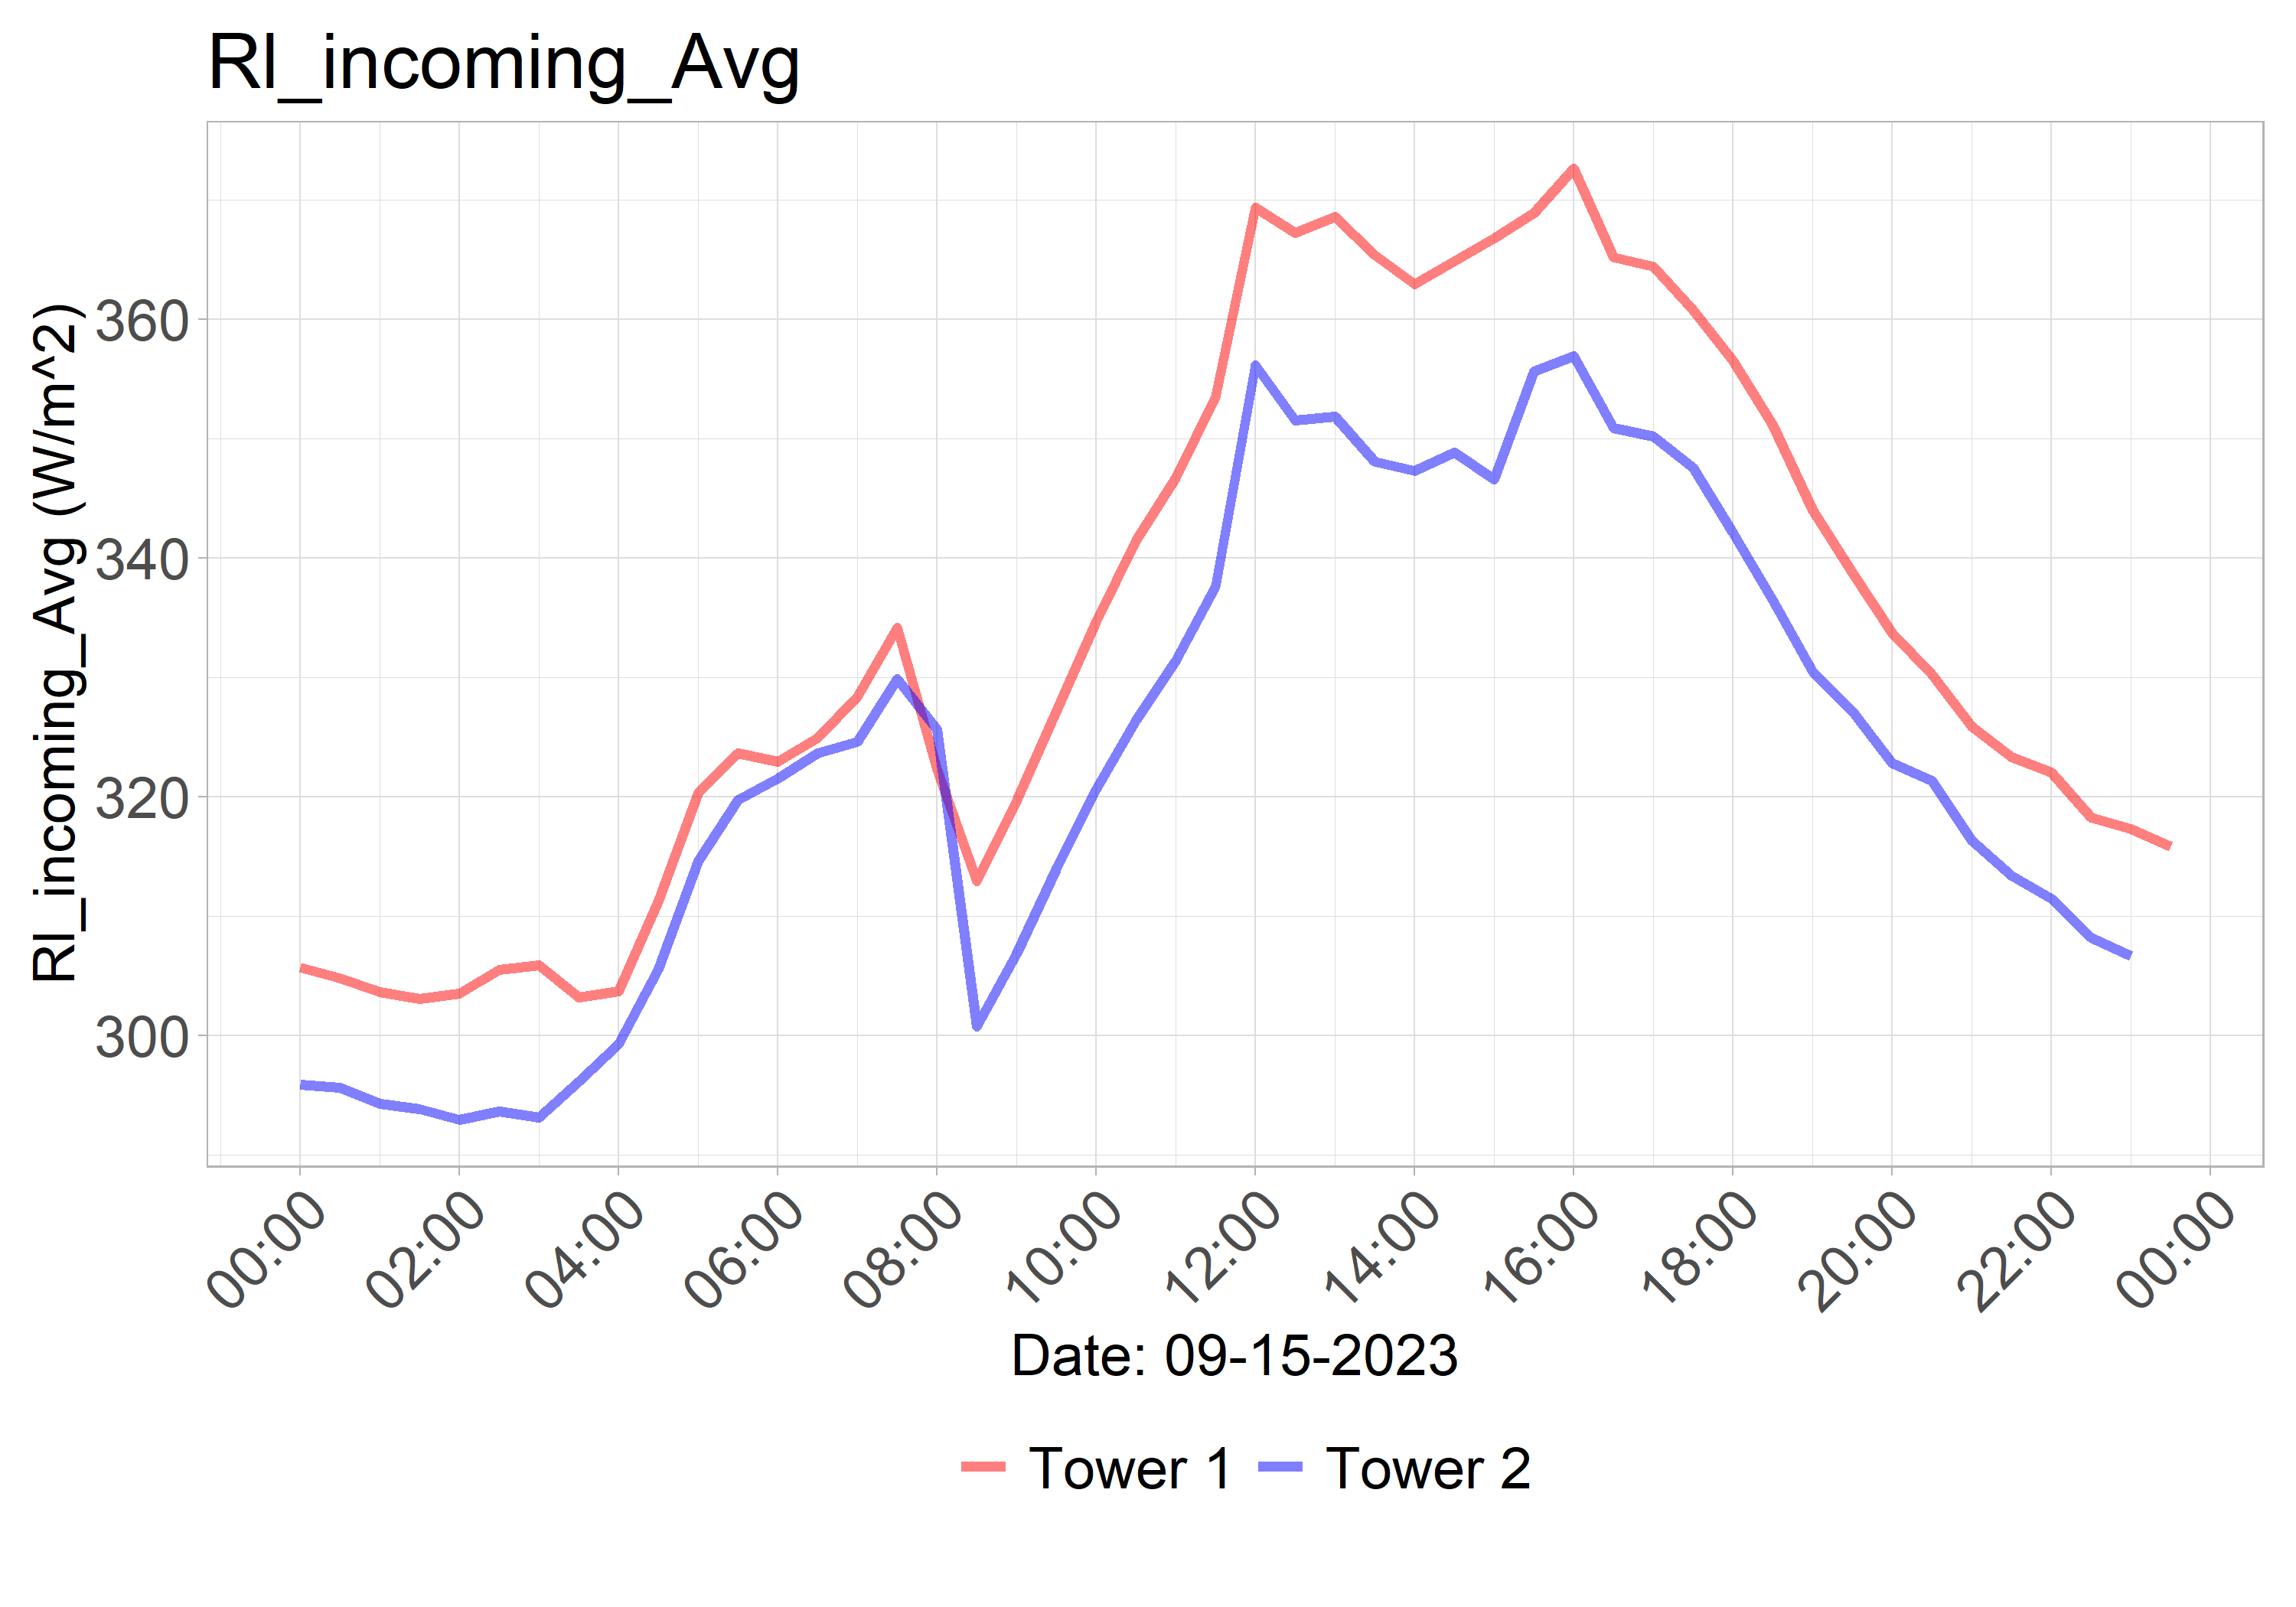 Rl_incoming_Avg
Rl_incoming_Avg (W/m^2)
360
340
320
300
00:00 02:00 04:00 06:00 08:00 10:00 12:00 14:00 16:00 18:00 20:00 22:00 00:00
Date: 09-15-2023
Tower 1 Tower 2